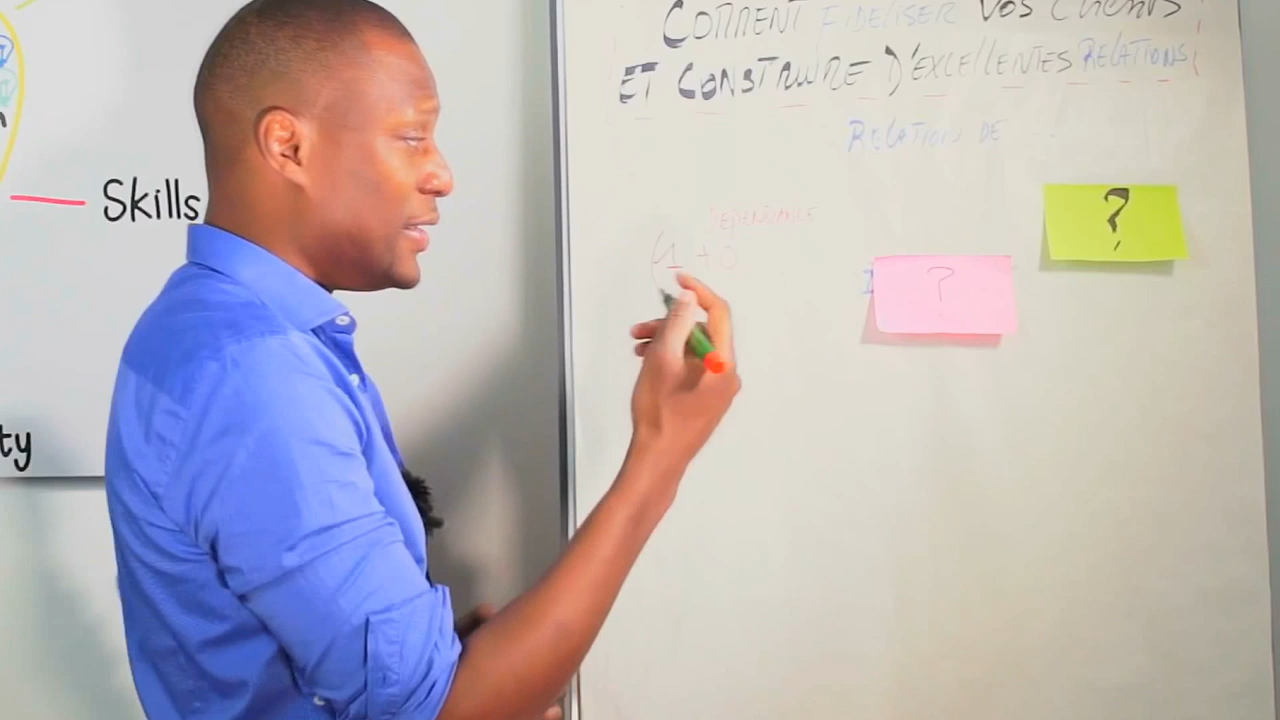 COMMENT FIDELISER VOS CLIENTS
ET CONSTRUIRE D'EXCELLENTES RELATIONS
RELATION DE
Skills
DEPENDANCE
1 + 0
?
?
ty